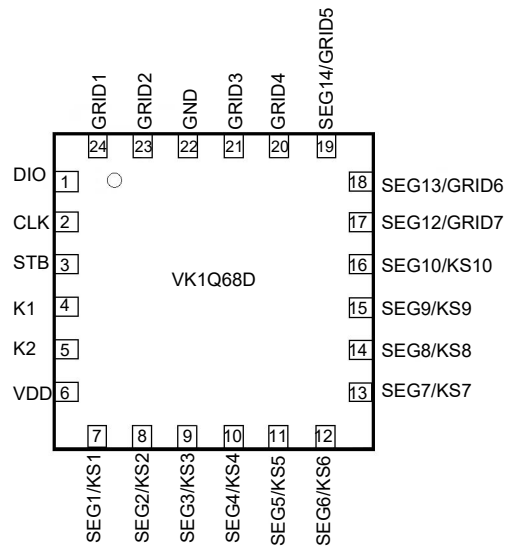 GRID1
GRID2
GND
GRID3
GRID4
SEG14/GRID5
24
23
22
21
20
19
DIO 1
CLK 2
STB 3
K1 4
K2 5
VDD 6
VK1Q68D
18 SEG13/GRID6
17 SEG12/GRID7
16 SEG10/KS10
15 SEG9/KS9
14 SEG8/KS8
13 SEG7/KS7
7
8
9
10
11
12
SEG1/KS1
SEG2/KS2
SEG3/KS3
SEG4/KS4
SEG5/KS5
SEG6/KS6